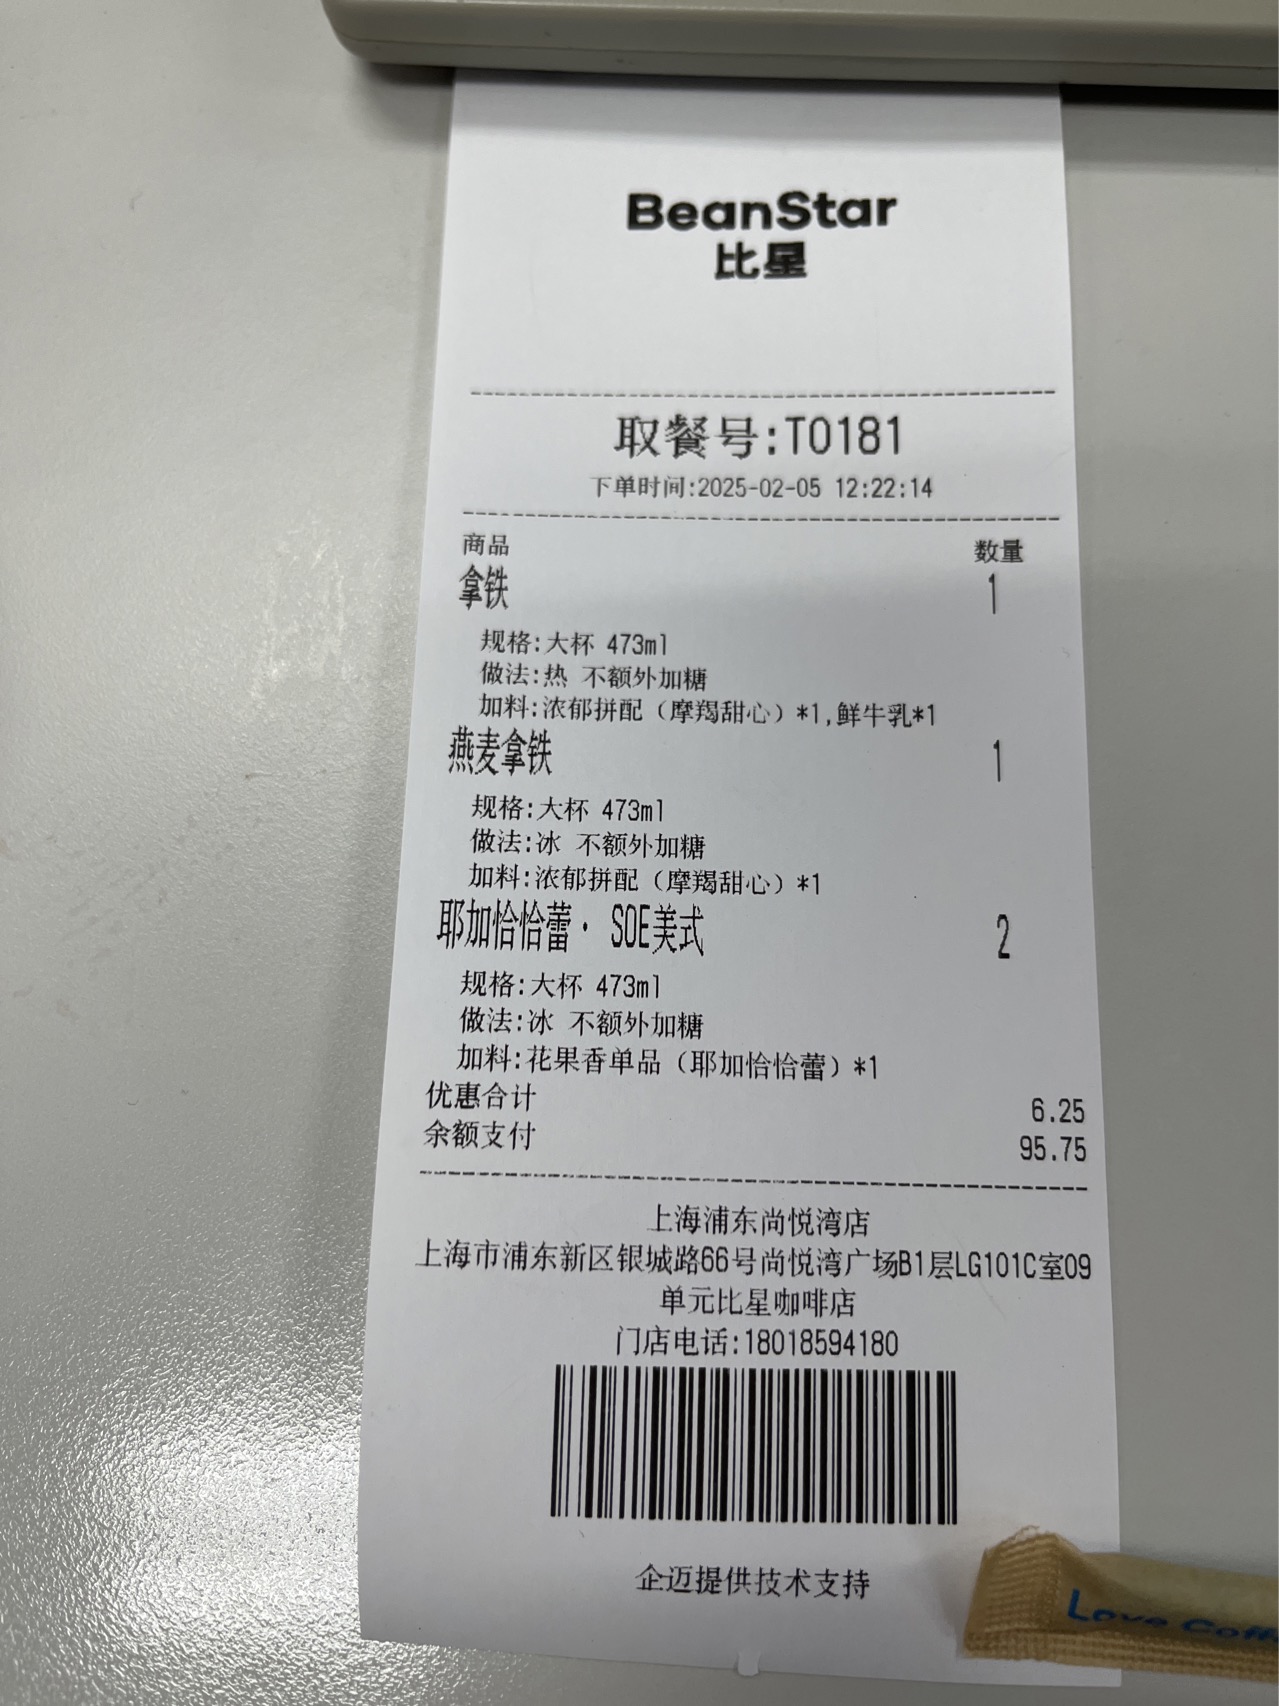 BeanStar
比星
取餐号:T0181
下单时间:2025-02-05 12:22:14
商品 数量
拿铁 1
规格:大杯 473ml
做法:热 不额外加糖
加料:浓郁拼配（摩羯甜心）*1,鲜牛乳*1
燕麦拿铁 1
规格:大杯 473ml
做法:冰 不额外加糖
加料:浓郁拼配（摩羯甜心）*1
耶加恰恰蕾· SOE美式 2
规格:大杯 473ml
做法:冰 不额外加糖
加料:花果香单品（耶加恰恰蕾）*1
优惠合计 6.25
余额支付 95.75
上海浦东尚悦湾店
上海市浦东新区银城路66号尚悦湾广场B1层LG101C室09
单元比星咖啡店
门店电话:18018594180
企迈提供技术支持
Love